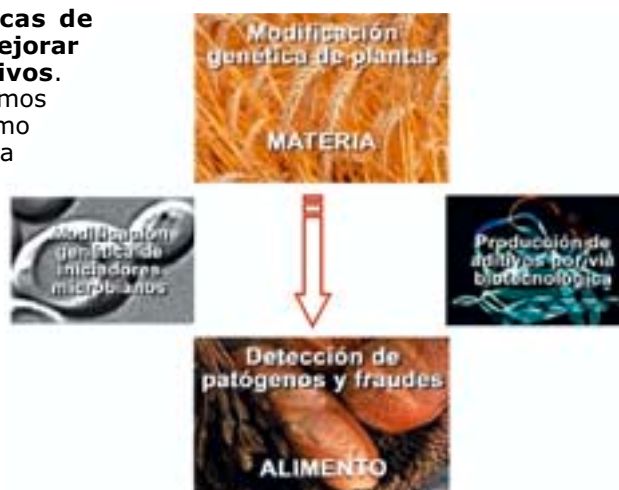 cas de
ejorar
ivos.
mos
mo
a
Modificación
genética de plantas
MATERIA
Modificación
genética de
iniciadores
microbianos
Producción de
aditivos por vía
biotecnológica
Detección de
patógenos y fraudes
ALIMENTO